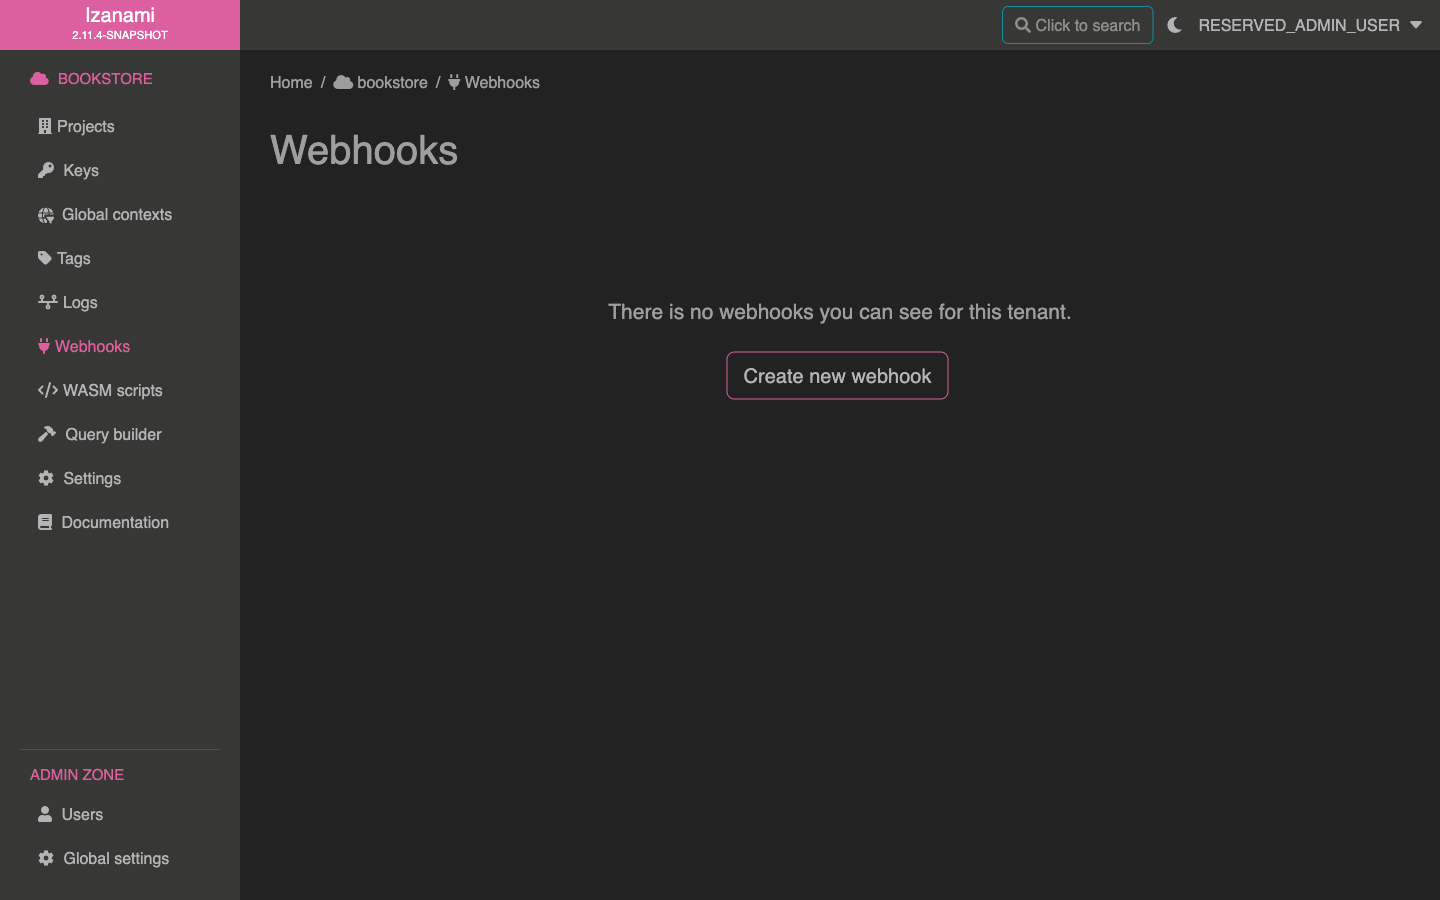 Izanami
2.11.4-SNAPSHOT
Click to search
RESERVED_ADMIN_USER
BOOKSTORE
Projects
Keys
Global contexts
Tags
Logs
Webhooks
WASM scripts
Query builder
Settings
Documentation
ADMIN ZONE
Users
Global settings
Home / bookstore / Webhooks
Webhooks
There is no webhooks you can see for this tenant.
Create new webhook